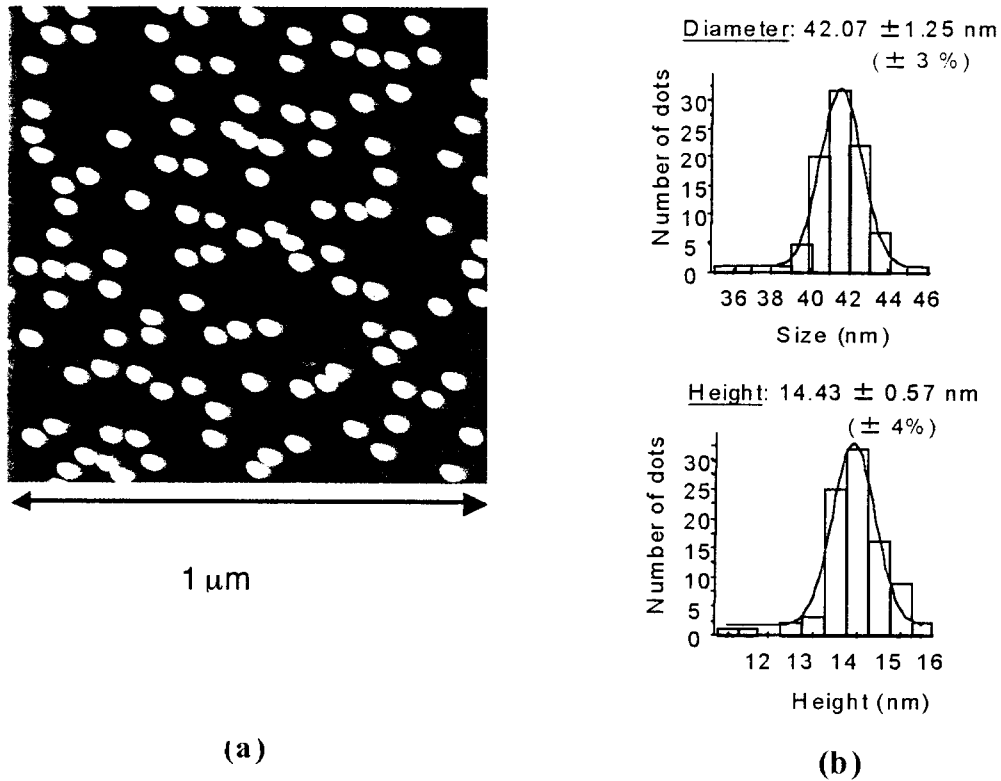 Diameter: 42.07 ±1.25 nm
(± 3 %)
Number of dots
30
25
20
15
10
5
0
36 38 40 42 44 46
Size (nm)
Height: 14.43 ± 0.57 nm
(± 4%)
Number of dots
30
25
20
15
10
5
0
12 13 14 15 16
Height (nm)
1 μm
(a)
(b)